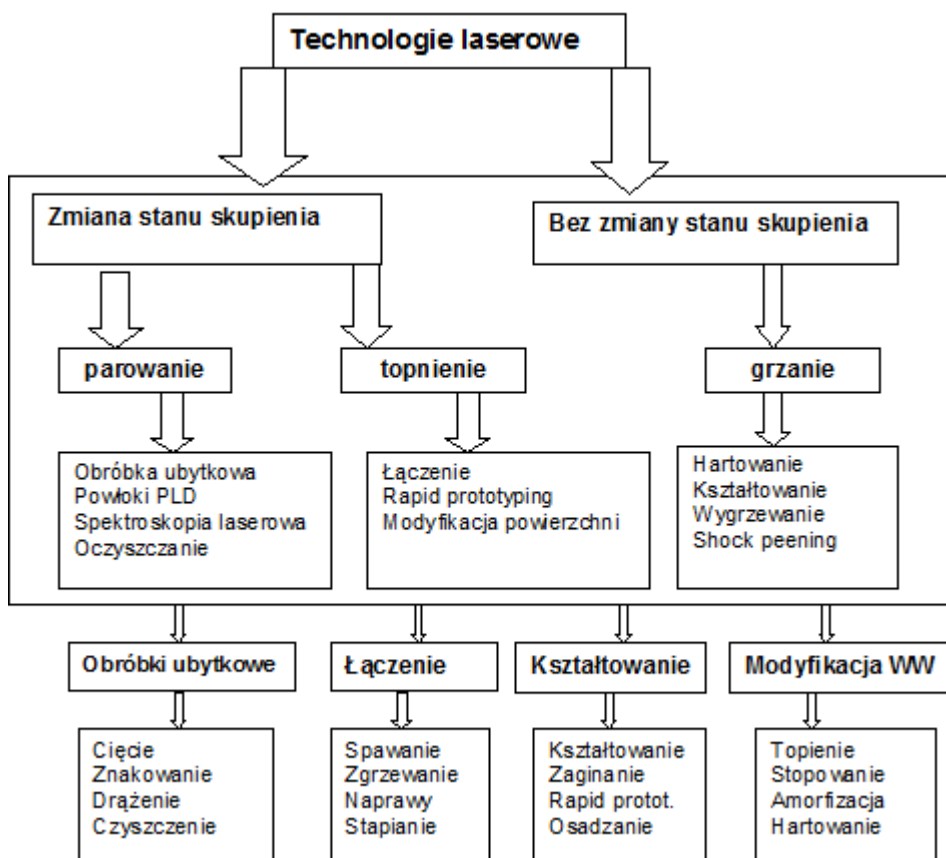 Technologie laserowe
Zmiana stanu skupienia
Bez zmiany stanu skupienia
parowanie
topnienie
grzanie
Obróbka ubytkowa
Powłoki PLD
Spektroskopia laserowa
Oczyszczanie
Łączenie
Rapid prototyping
Modyfikacja powierzchni
Hartowanie
Kształtowanie
Wygrzewanie
Shock peening
Obróbki ubytkowe
Łączenie
Kształtowanie
Modyfikacja WW
Cięcie
Znakowanie
Drążenie
Czyszczenie
Spawanie
Zgrzewanie
Naprawy
Stapianie
Kształtowanie
Zaginanie
Rapid protot.
Osadzanie
Topienie
Stopowanie
Amorfizacja
Hartowanie